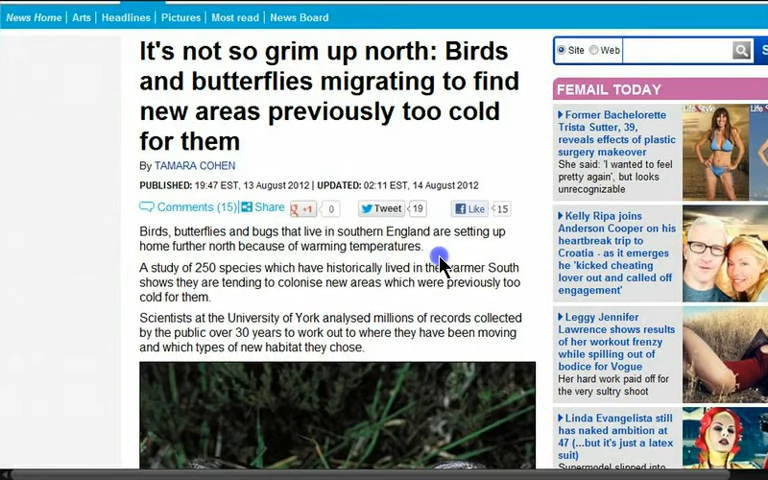 News Home | Arts | Headlines | Pictures | Most read | News Board
It's not so grim up north: Birds
and butterflies migrating to find
new areas previously too cold
for them
By TAMARA COHEN
PUBLISHED: 19:47 EST, 13 August 2012 | UPDATED: 02:11 EST, 14 August 2012
Comments (15) Share +1 0 Tweet 19 Like 15
Birds, butterflies and bugs that live in southern England are setting up
home further north because of warming temperatures.
A study of 250 species which have historically lived in the warmer South
shows they are tending to colonise new areas which were previously too
cold for them.
Scientists at the University of York analysed millions of records collected
by the public over 30 years to work out to where they have been moving
and which types of new habitat they chose.
Site Web
FEMAIL TODAY
Former Bachelorette
Trista Sutter, 39,
reveals effects of plastic
surgery makeover
She said: 'I wanted to feel
pretty again', but looks
unrecognizable
Kelly Ripa joins
Anderson Cooper on his
heartbreak trip to
Croatia - as it emerges
he 'kicked cheating
lover out and called off
engagement'
Leggy Jennifer
Lawrence shows results
of her workout frenzy
while spilling out of
bodice for Vogue
Her hard work paid off for
the very sultry shoot
Linda Evangelista still
has naked ambition at
47 (...but it's just a latex
suit)
Supermodel slipped into